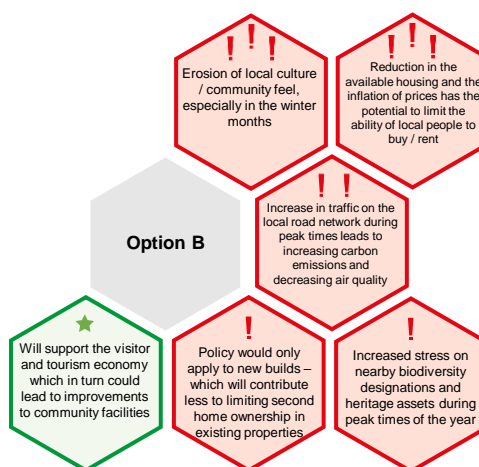 ! ! !
Erosion of local culture
/ community feel,
especially in the winter
months
! ! !
Reduction in the
available housing and the
inflation of prices has the
potential to limit the
ability of local people to
buy / rent
Option B
! !
Increase in traffic on the
local road network during
peak times leads to
increasing carbon
emissions and
decreasing air quality
Will support the visitor
and tourism economy
which in turn could
lead to improvements
to community facilities
!
Policy would only
apply to new builds –
which will contribute
less to limiting second
home ownership in
existing properties
!
Increased stress on
nearby biodiversity
designations and
heritage assets during
peak times of the year